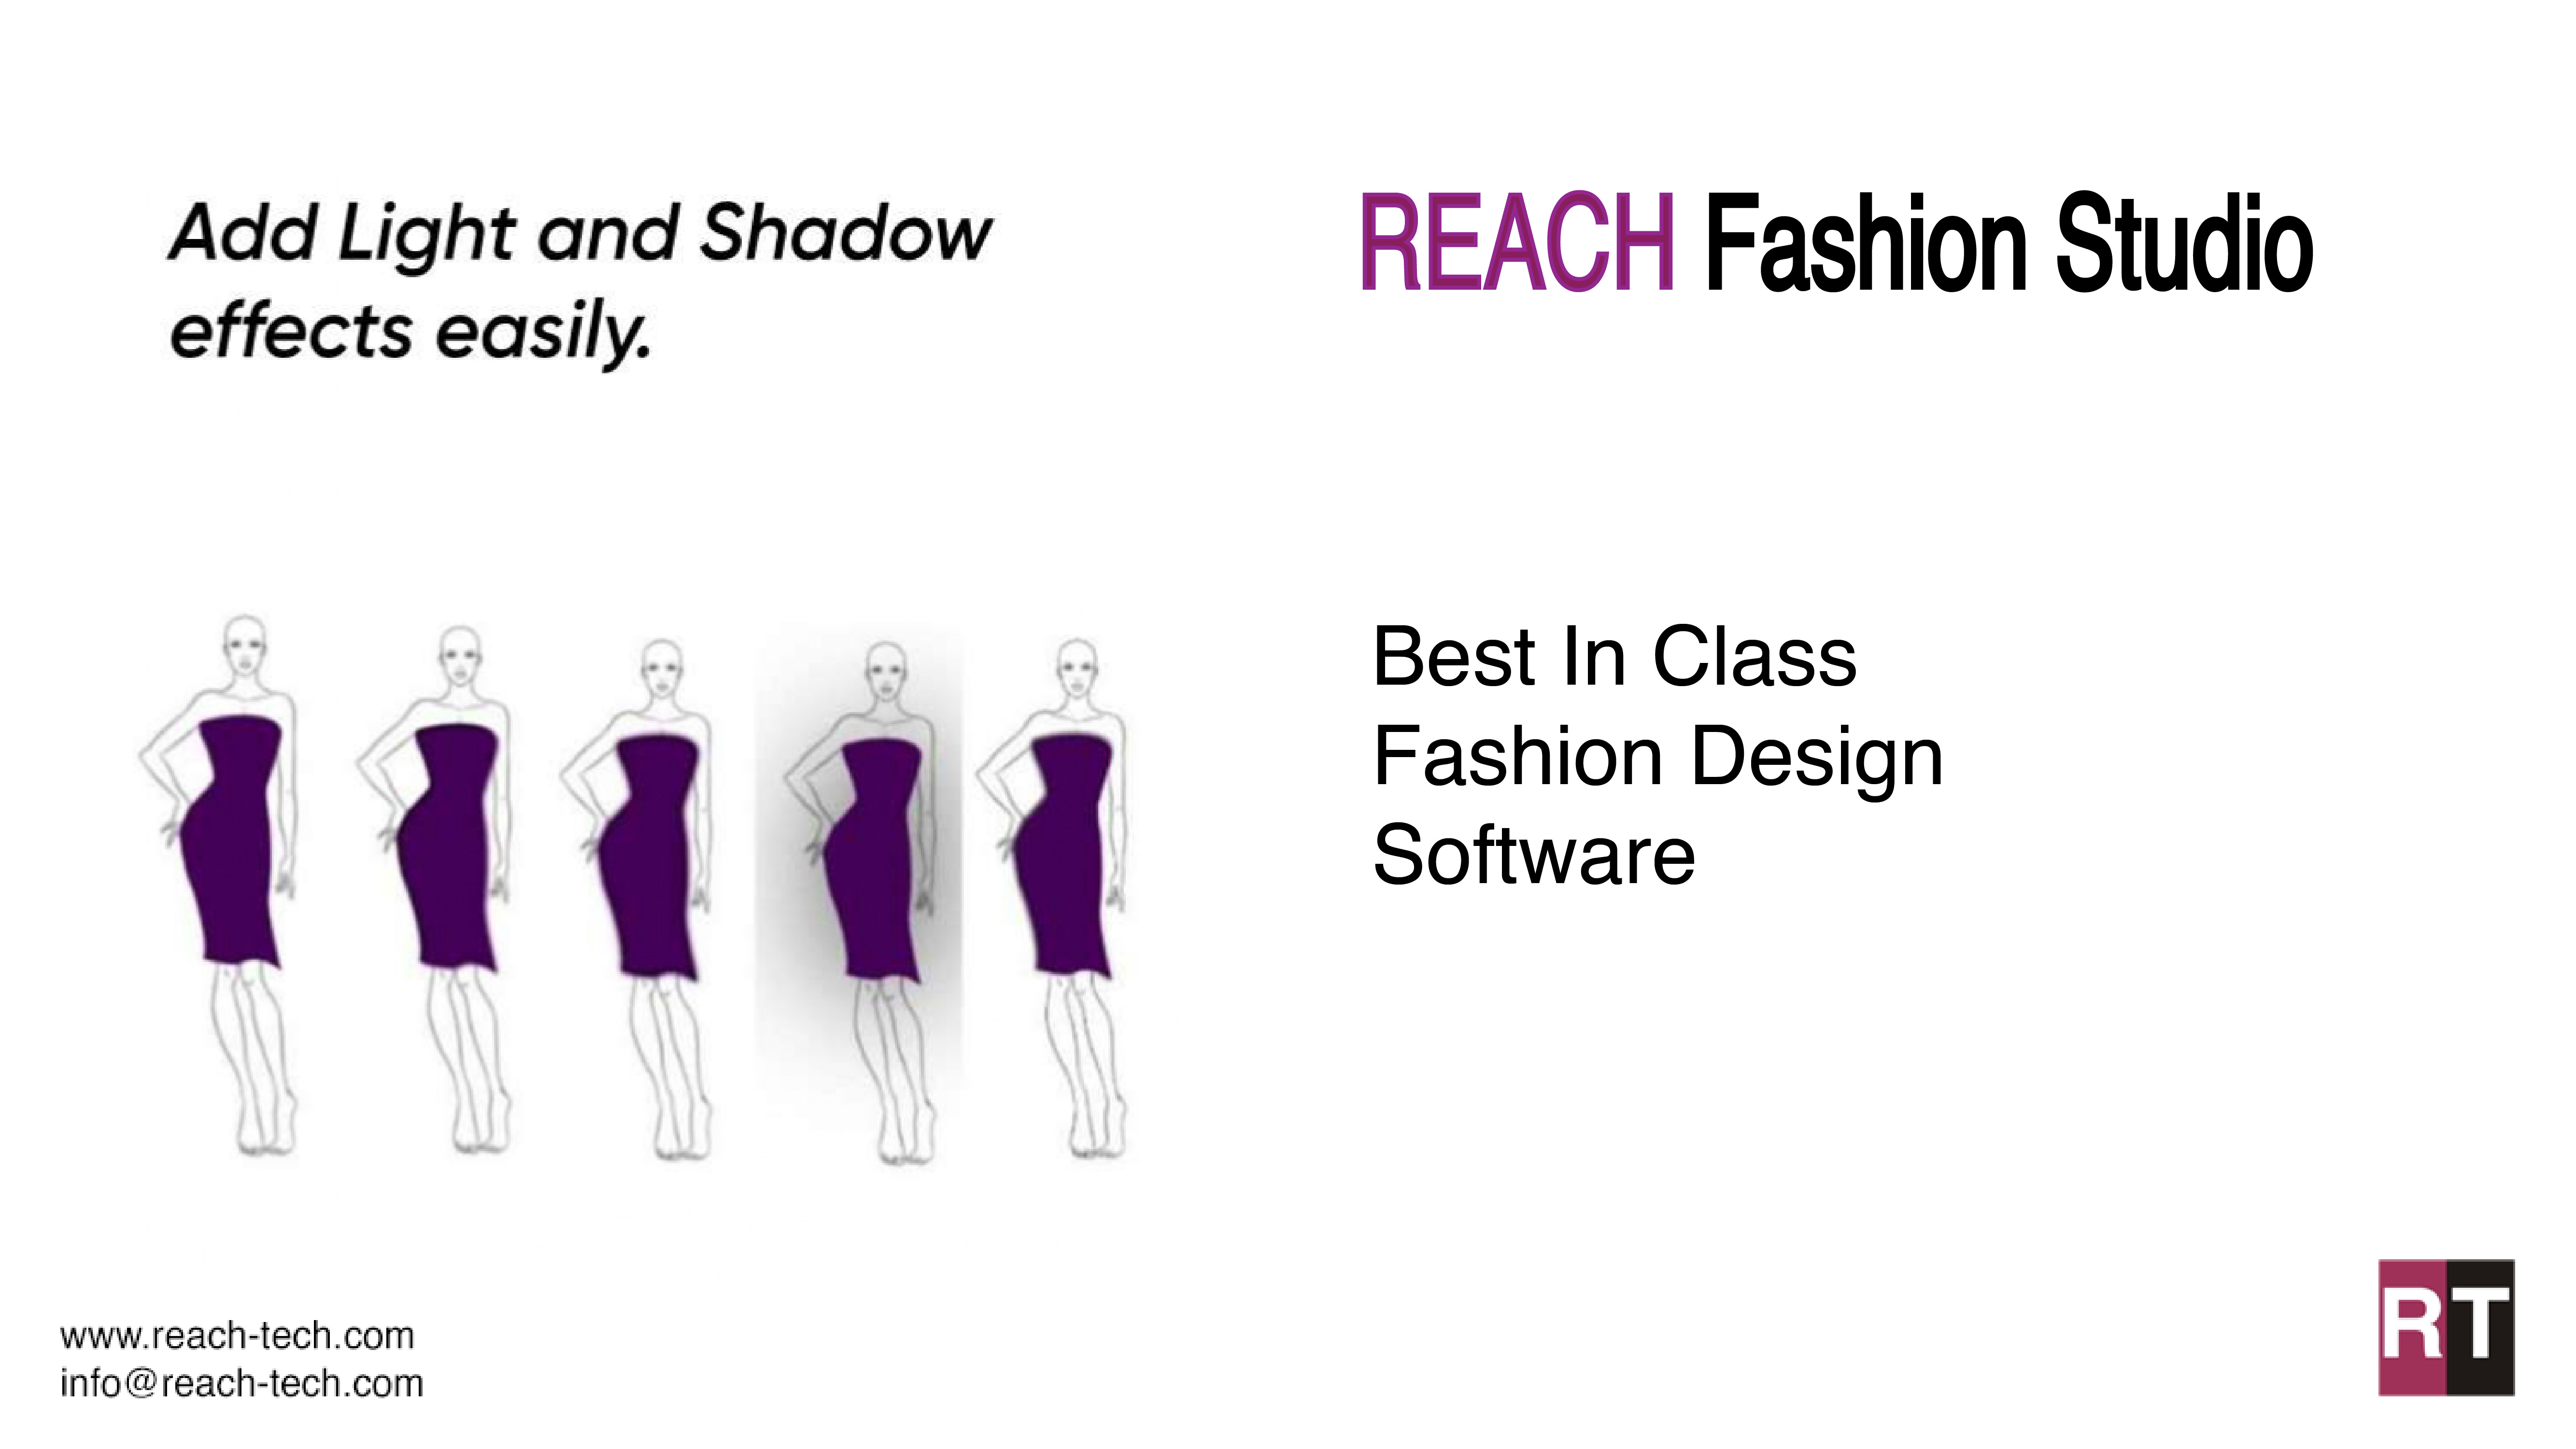 Add Light and Shadow
effects easily.
REACH Fashion Studio
Best In Class
Fashion Design
Software
www.reach-tech.com
info@reach-tech.com
RT